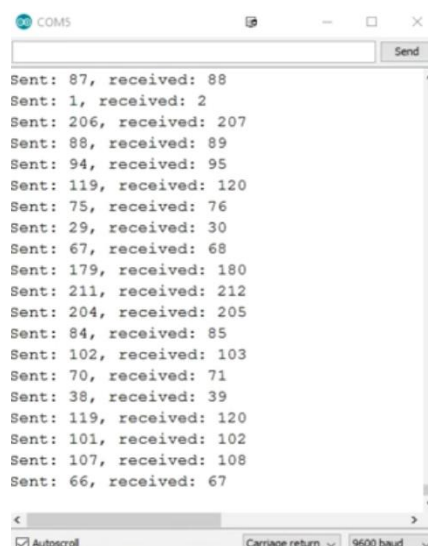 COM5
Send
Sent: 87, received: 88
Sent: 1, received: 2
Sent: 206, received: 207
Sent: 88, received: 89
Sent: 94, received: 95
Sent: 119, received: 120
Sent: 75, received: 76
Sent: 29, received: 30
Sent: 67, received: 68
Sent: 179, received: 180
Sent: 211, received: 212
Sent: 204, received: 205
Sent: 84, received: 85
Sent: 102, received: 103
Sent: 70, received: 71
Sent: 38, received: 39
Sent: 119, received: 120
Sent: 101, received: 102
Sent: 107, received: 108
Sent: 66, received: 67
Autoscroll Carriage return 9600 baud